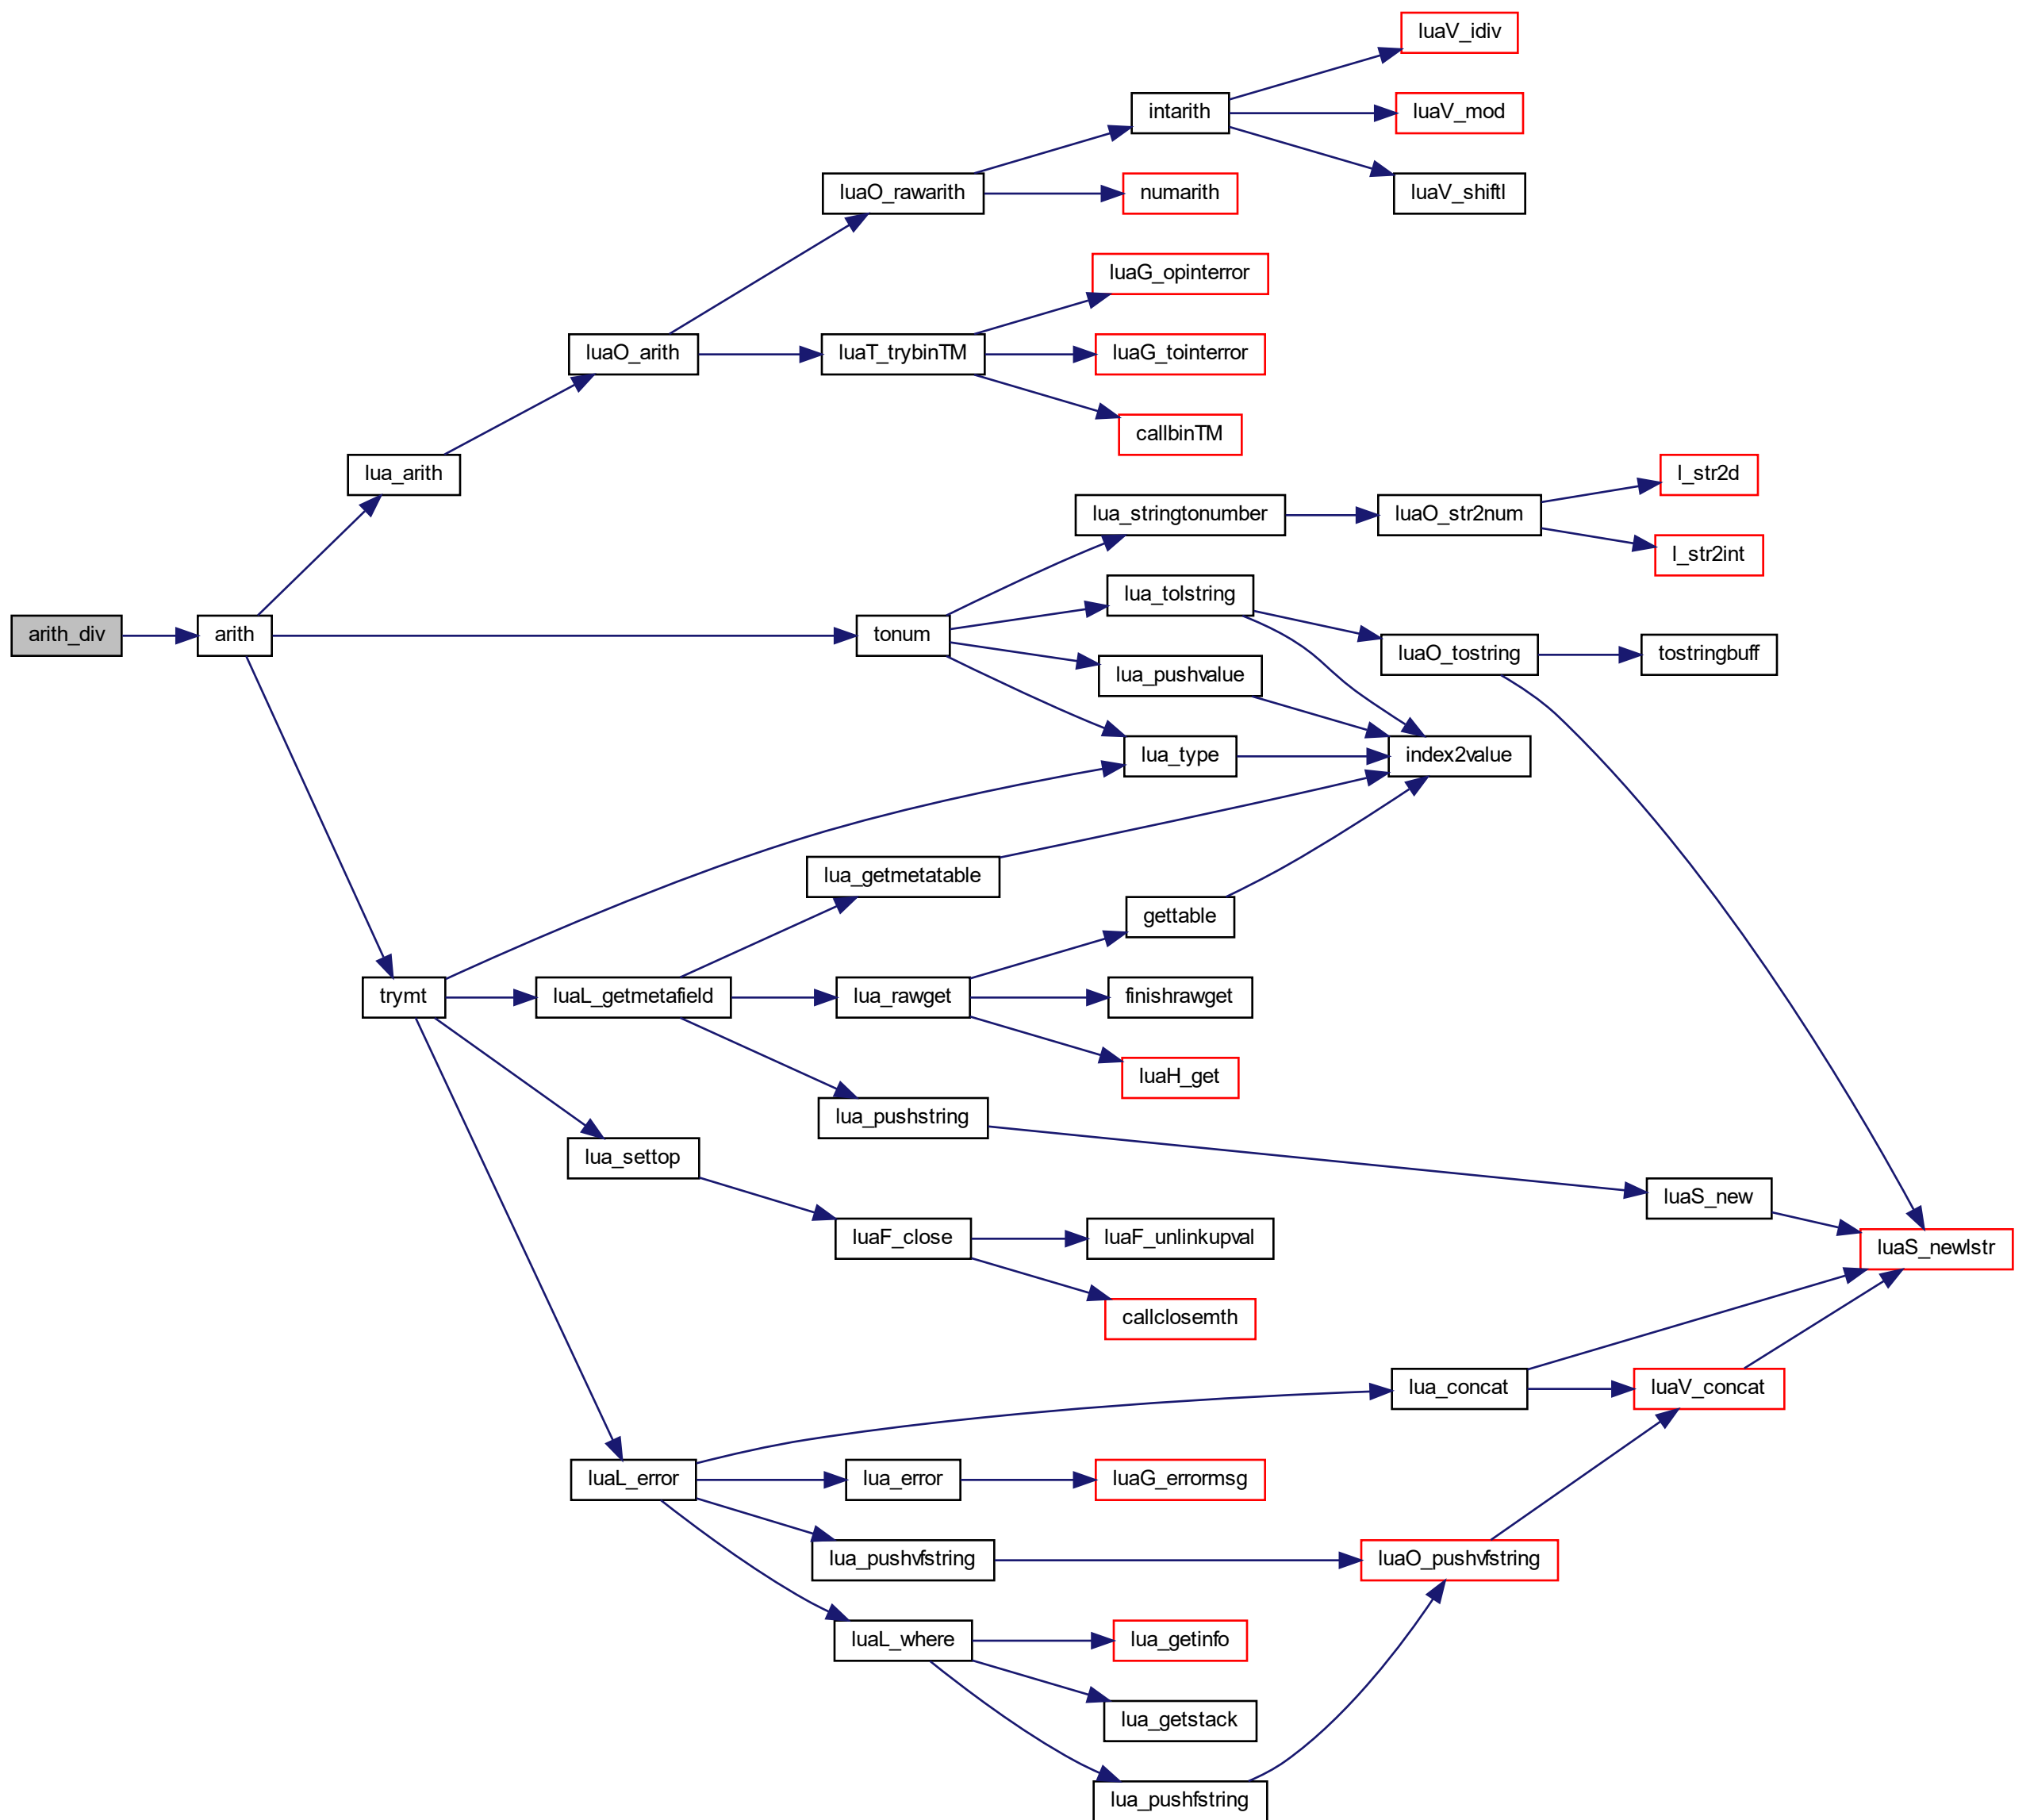 luaV_idiv
intarith
luaV_mod
luaO_rawarith
numarith
luaV_shiftl
luaG_opinterror
luaO_arith
luaT_trybinTM
luaG_tointerror
callbinTM
lua_arith
l_str2d
lua_stringtonumber
luaO_str2num
l_str2int
lua_tolstring
arith_div
arith
tonum
luaO_tostring
tostringbuff
lua_pushvalue
lua_type
index2value
lua_getmetatable
gettable
trymt
luaL_getmetafield
lua_rawget
finishrawget
luaH_get
lua_pushstring
lua_settop
luaS_new
luaF_close
luaF_unlinkupval
luaS_newlstr
callclosemth
lua_concat
luaV_concat
luaL_error
lua_error
luaG_errormsg
lua_pushvfstring
luaO_pushvfstring
luaL_where
lua_getinfo
lua_getstack
lua_pushfstring